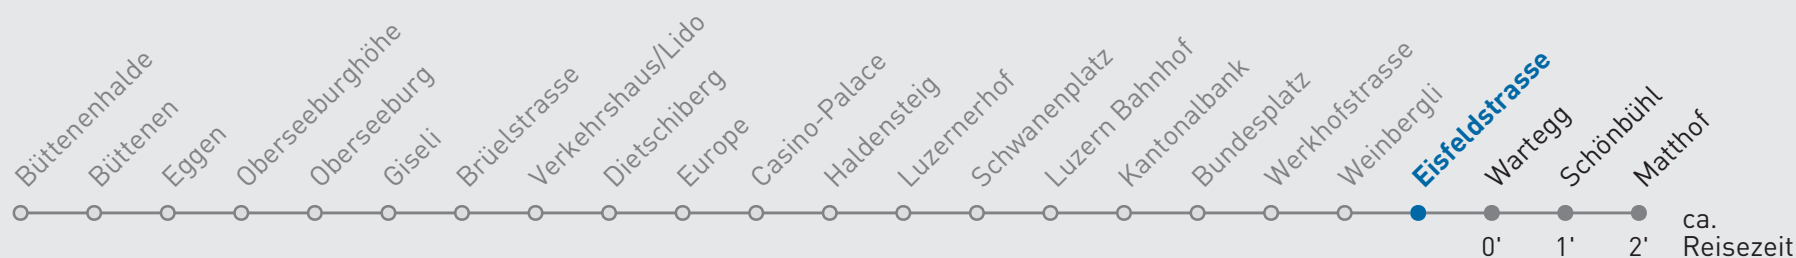 Büttenenhalde
Büttenen
Eggen
Oberseeburghöhe
Oberseeburg
Giseli
Brüelstrasse
Verkehrshaus/Lido
Dietschiberg
Europe
Casino-Palace
Haldensteig
Luzernerhof
Schwanenplatz
Luzern Bahnhof
Kantonalbank
Bundesplatz
Werkhofstrasse
Weinbergli
Eisfeldstrasse
Wartegg
Schönbühl
Matthof
ca.
0' 1' 2' Reisezeit